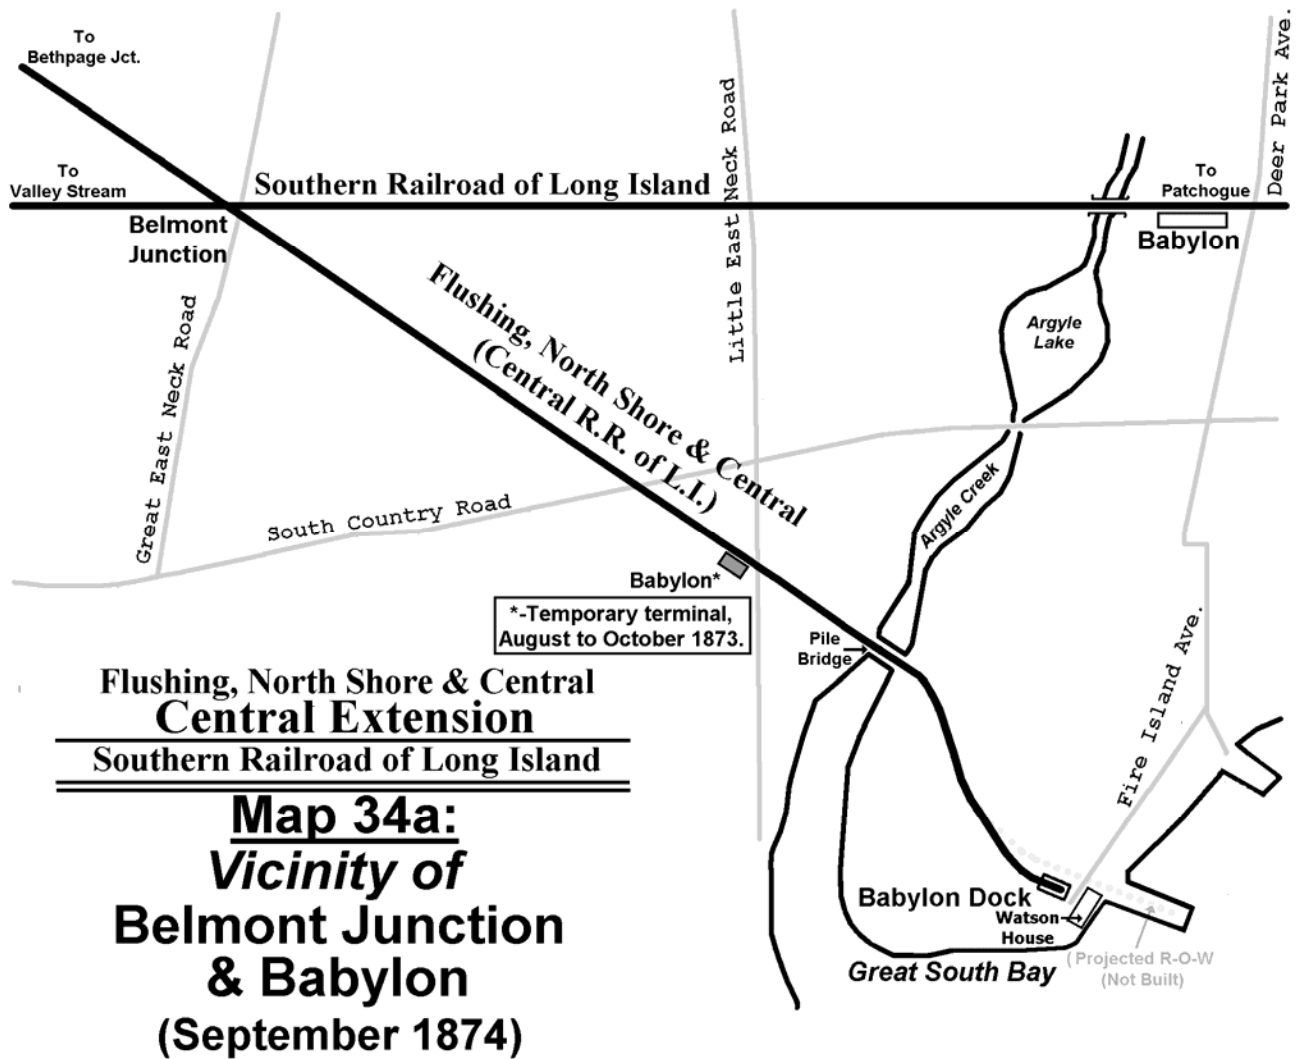 To
Bethpage Jct.
Deer Park Ave.
To
Valley Stream
Southern Railroad of Long Island
To
Patchogue
Belmont
Junction
Babylon
Little East Neck Road
Great East Neck Road
Flushing, North Shore & Central
(Central R.R. of L.I.)
Argyle
Lake
South Country Road
Argyle Creek
Babylon*
*-Temporary terminal,
August to October 1873.
Pile
Bridge
Fire Island Ave.
Flushing, North Shore & Central
Central Extension
Southern Railroad of Long Island
Map 34a:
Vicinity of
Belmont Junction
& Babylon
(September 1874)
Babylon Dock
Watson
House
Great South Bay
(Projected R-O-W
(Not Built)